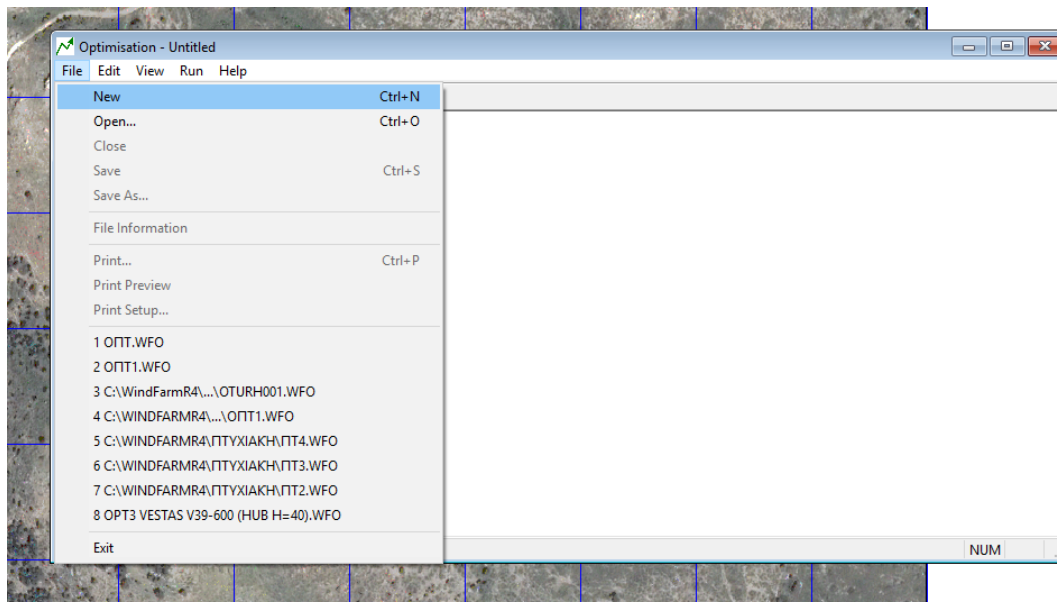 Optimisation - Untitled
File Edit View Run Help
New Ctrl+N
Open... Ctrl+O
Close
Save Ctrl+S
Save As...
File Information
Print... Ctrl+P
Print Preview
Print Setup...
1 ΟΠΤ.WFO
2 ΟΠΤ1.WFO
3 C:\WindFarmR4\...\OTURH001.WFO
4 C:\WINDFARMR4\...\ΟΠΤ1.WFO
5 C:\WINDFARMR4\ΠΤΥΧΙΑΚΗ\ΠΤ4.WFO
6 C:\WINDFARMR4\ΠΤΥΧΙΑΚΗ\ΠΤ3.WFO
7 C:\WINDFARMR4\ΠΤΥΧΙΑΚΗ\ΠΤ2.WFO
8 OPT3 VESTAS V39-600 (HUB H=40).WFO
Exit
NUM